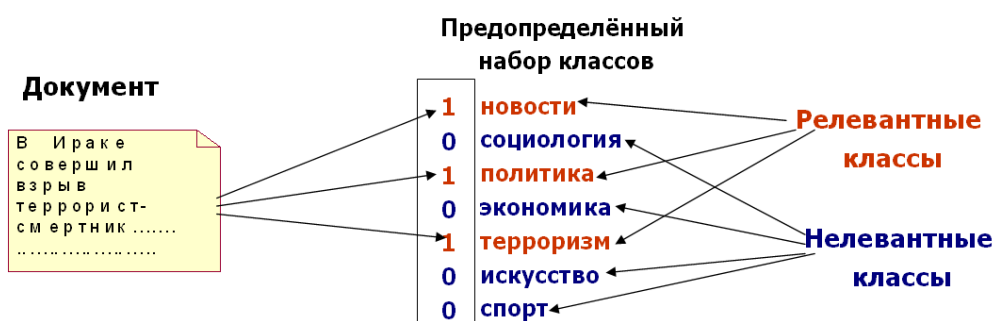 Предопределённый
набор классов
Документ
В Ираке
совершил
взрыв
террорист-
смертник.......
......................
1 новости
0 социология
1 политика
0 экономика
1 терроризм
0 искусство
0 спорт
Релевантные
классы
Нелевантные
классы